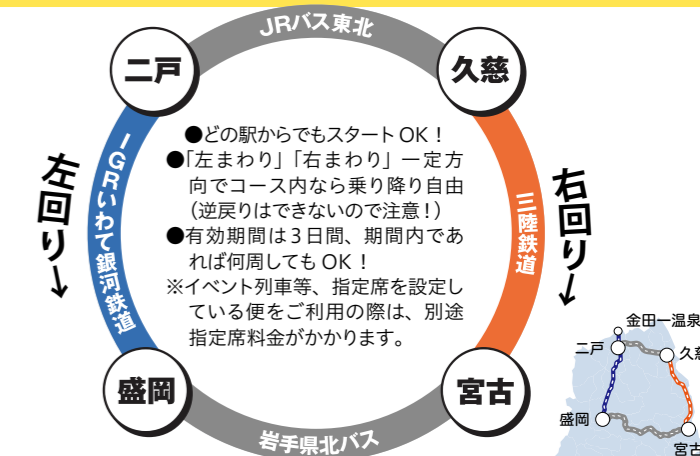 JRバス東北
二戸
久慈
IGRいわて銀河鉄道
左回り→
三陸鉄道
右回り→
●どの駅からでもスタート OK！
●「左まわり」「右まわり」一定方
向でコース内なら乗り降り自由
（逆戻りはできないので注意！）
●有効期間は３日間、期間内であ
れば何周しても OK！
※イベント列車等、指定席を設定し
ている便をご利用の際は、別途
指定席料金がかかります。
盛岡
宮古
岩手県北バス
金田一温泉
二戸
久慈
盛岡
宮古